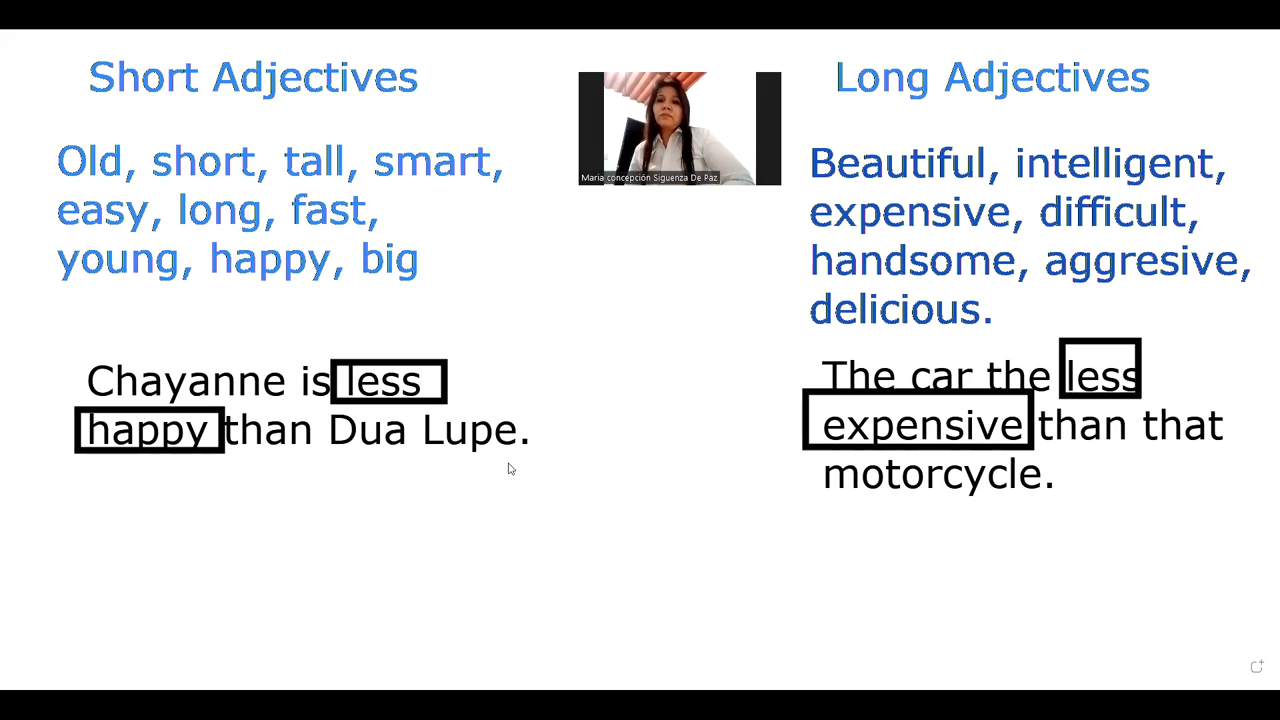 Short Adjectives
Old, short, tall, smart,
easy, long, fast,
young, happy, big
Chayanne is less
happy than Dua Lupe.
Maria concepción Siguenza De Paz
Long Adjectives
Beautiful, intelligent,
expensive, difficult,
handsome, aggresive,
delicious.
The car the less
expensive than that
motorcycle.